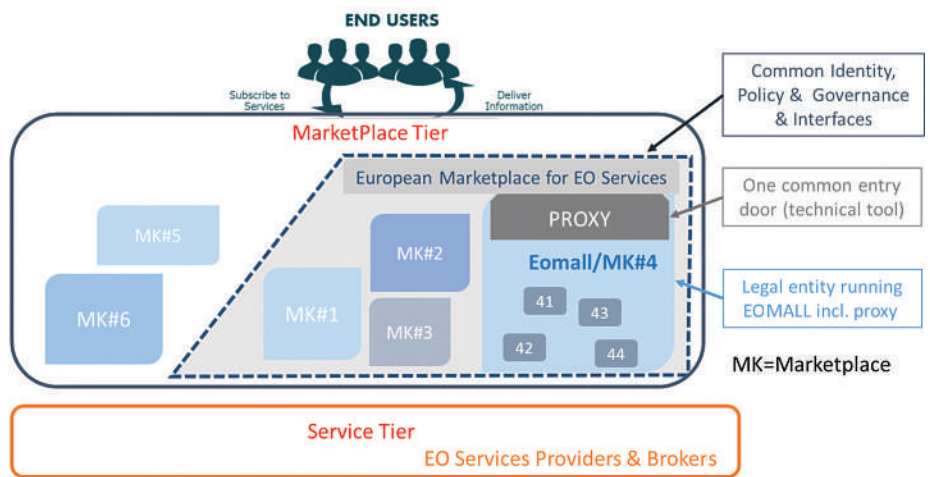 END USERS
Subscribe to
Services
Deliver
Information
MarketPlace Tier
Common Identity,
Policy & Governance
& Interfaces
European Marketplace for EO Services
One common entry
door (technical tool)
PROXY
MK#5
MK#2
Eomall/MK#4
MK#6
MK#1
MK#3
41
43
42
44
Legal entity running
EOMALL incl. proxy
MK=Marketplace
Service Tier
EO Services Providers & Brokers